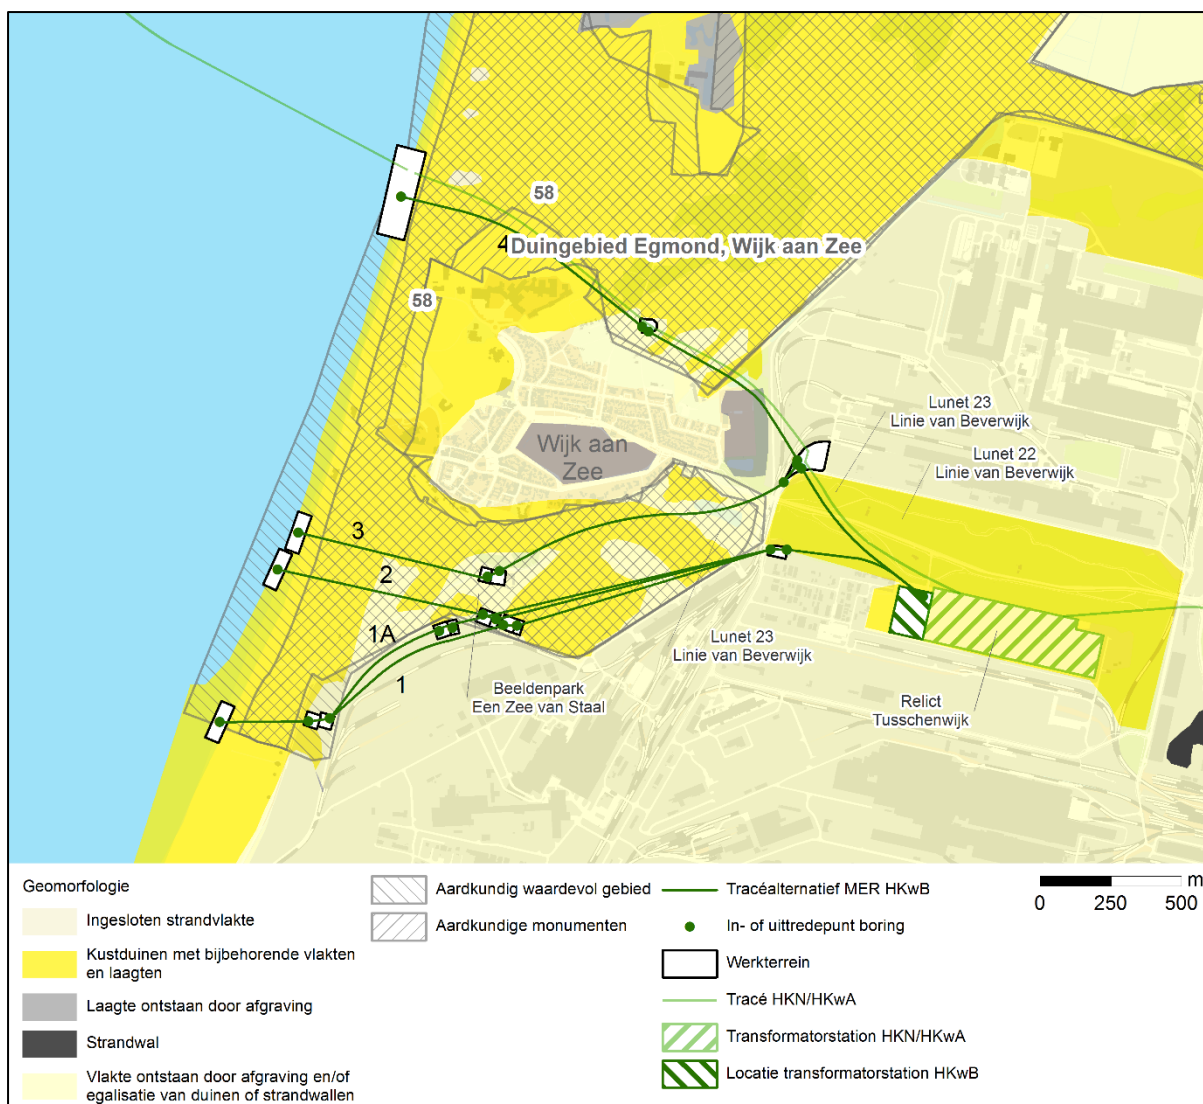 58
4
Duingebied Egmond, Wijk aan Zee
58
Lunet 23
Linie van Beverwijk
Lunet 22
Linie van Beverwijk
Wijk aan
Zee
3
2
1A
1
Lunet 23
Linie van Beverwijk
Beeldenpark
Een Zee van Staal
Relict
Tusschenwijk
Geomorfologie
Ingesloten strandvlakte
Kustduinen met bijbehorende vlakten
en laagten
Laagte ontstaan door afgraving
Strandwal
Vlakte ontstaan door afgraving en/of
egalisatie van duinen of strandwallen
Aardkundig waardevol gebied
Aardkundige monumenten
Tracéalternatief MER HKwB
In- of uittredepunt boring
Werkterrein
Tracé HKN/HKwA
Transformatorstation HKN/HKwA
Locatie transformatorstation HKwB
m
0 250 500